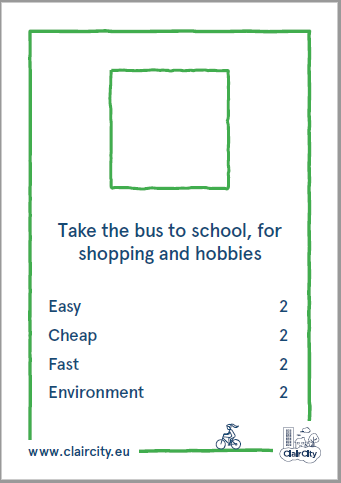 Take the bus to school, for
shopping and hobbies
Easy 2
Cheap 2
Fast 2
Environment 2
www.claircity.eu
ClairCity